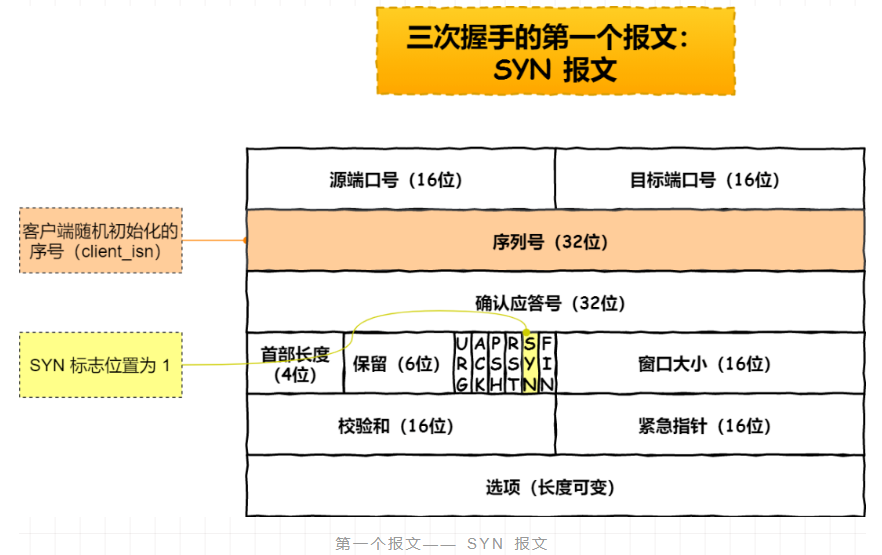 三次握手的第一个报文：
SYN 报文
源端口号（16位）
目标端口号（16位）
客户端随机初始化的
序号（client_isn）
序列号（32位）
确认应答号（32位）
SYN 标志位置为 1
首部长度
（4位）
保留（6位）
URG
ACK
PSH
RST
SYN
FIN
窗口大小（16位）
校验和（16位）
紧急指针（16位）
选项（长度可变）
第一个报文—— SYN 报文